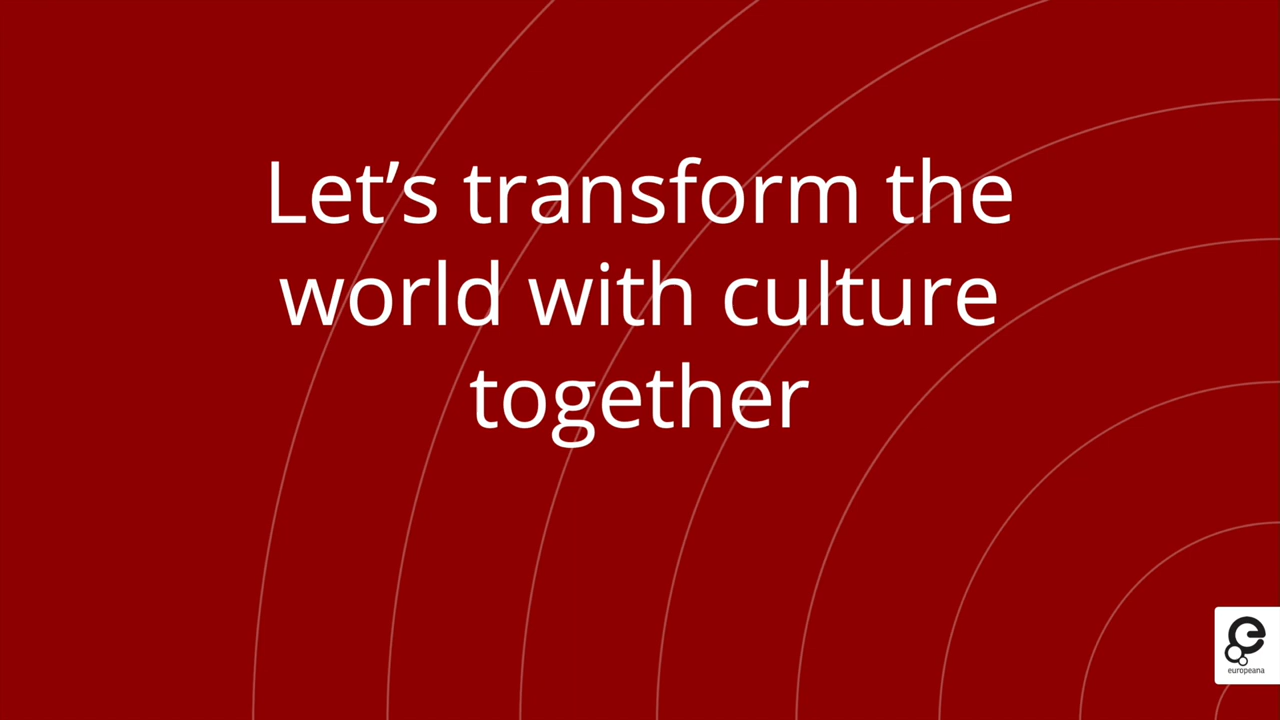 Let’s transform the
world with culture
together
europeana